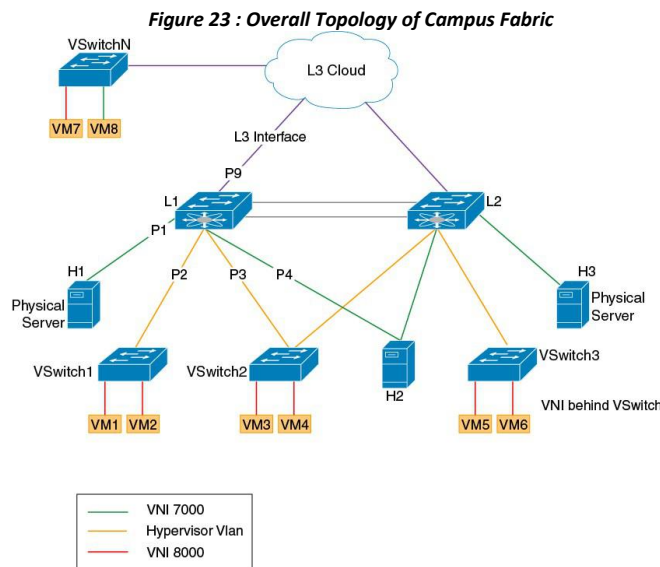 Figure 23 : Overall Topology of Campus Fabric
VSwitchN
L3 Cloud
VM7 VM8
L3 Interface
P9
L1
L2
P1
H1
P2
P3
P4
H3
Physical
Server
Physical
Server
VSwitch1
VSwitch2
H2
VSwitch3
VM1 VM2
VM3 VM4
VM5 VM6
VNI behind VSwitch
VNI 7000
Hypervisor Vlan
VNI 8000